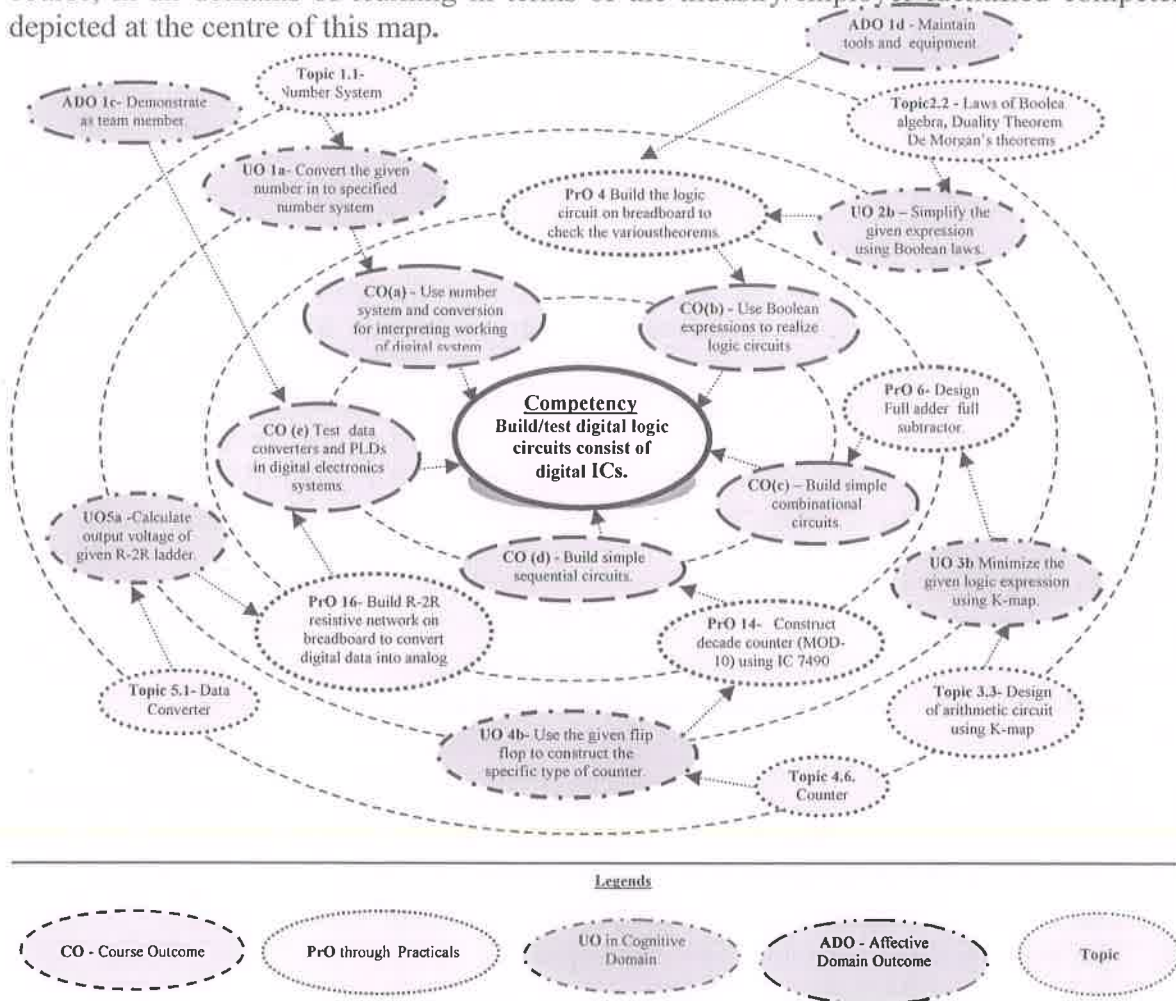 depicted at the centre of this map.
ADO 1d - Maintain
tools and equipment.
Topic 1.1-
Number System
ADO 1c- Demonstrate
as team member.
Topic2.2 - Laws of Boolea
algebra, Duality Theorem
De Morgan's theorems
UO 1a- Convert the given
number in to specified
number system
PrO 4 Build the logic
circuit on breadboard to
check the varioustheorems.
UO 2b – Simplify the
given expression
using Boolean laws.
CO(a) - Use number
system and conversion
for interpreting working
of digital system
CO(b) - Use Boolean
expressions to realize
logic circuits
Competency
Build/test digital logic
circuits consist of
digital ICs.
PrO 6- Design
Full adder full
subtractor.
CO (e) Test data
converters and PLDs
in digital electronics
systems
CO(c) – Build simple
combinational
circuits.
UO5a -Calculate
output voltage of
given R-2R ladder.
CO (d) - Build simple
sequential circuits.
UO 3b Minimize the
given logic expression
using K-map.
PrO 16- Build R-2R
resistive network on
breadboard to convert
digital data into analog
PrO 14- Construct
decade counter (MOD-
10) using IC 7490
Topic 5.1- Data
Converter
Topic 3.3- Design
of arithmetic circuit
using K-map
UO 4b- Use the given flip
flop to construct the
specific type of counter.
Topic 4.6.
Counter
Legends
CO - Course Outcome
PrO through Practicals
UO in Cognitive
Domain
ADO - Affective
Domain Outcome
Topic